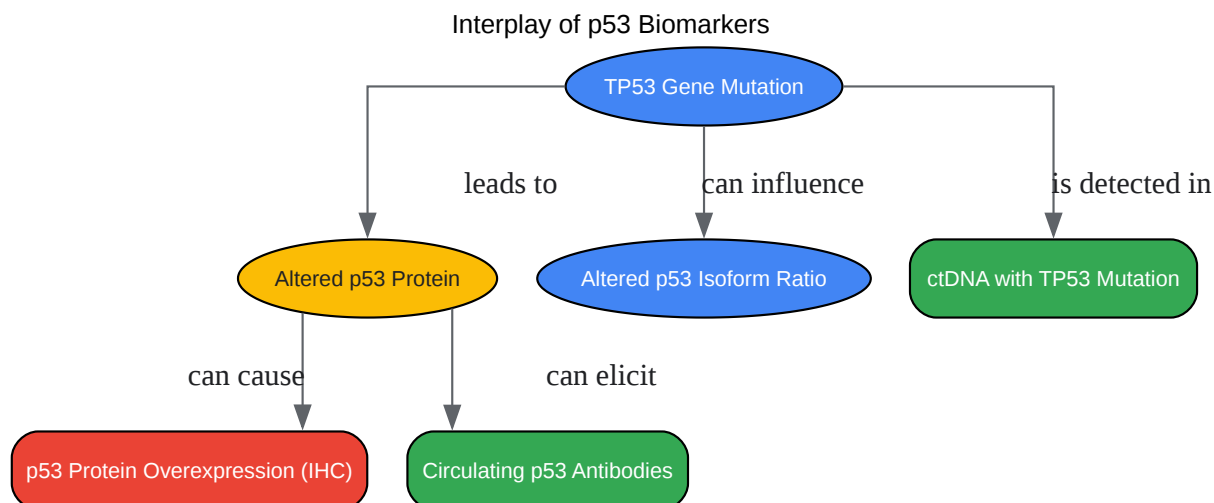 Interplay of p53 Biomarkers
TP53 Gene Mutation
leads to
can influence
is detected in
Altered p53 Protein
Altered p53 Isoform Ratio
ctDNA with TP53 Mutation
can cause
can elicit
p53 Protein Overexpression (IHC)
Circulating p53 Antibodies